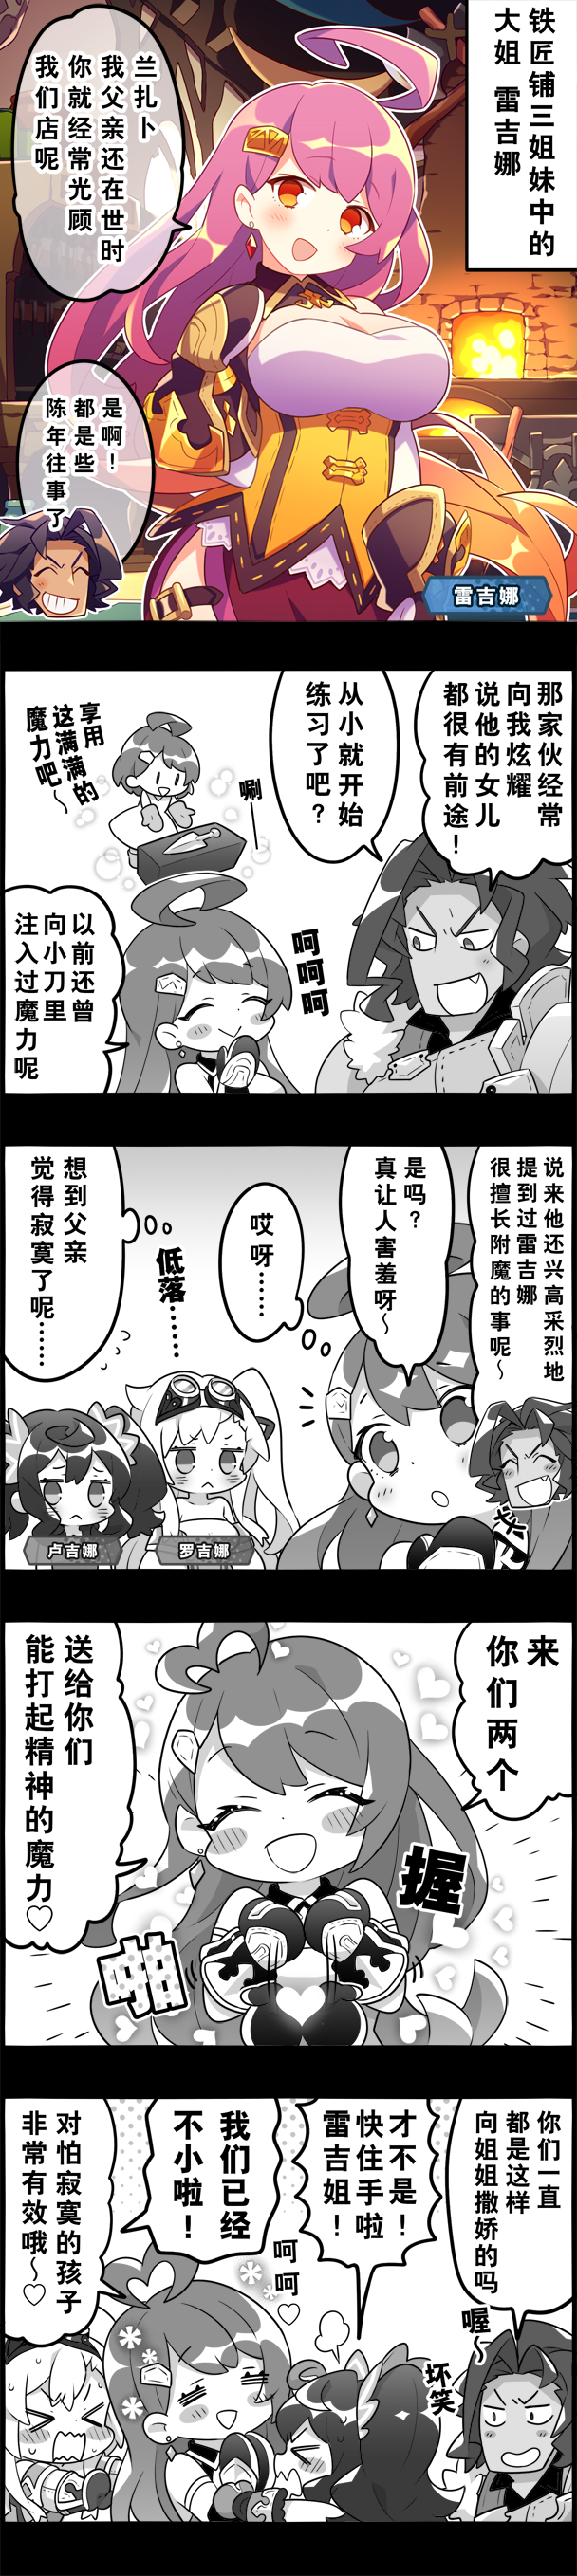 铁匠铺三姐妹中的
大姐 雷吉娜
兰扎卜
我父亲还在世时
你就经常光顾
我们店呢
是啊！
都是些
陈年往事了
雷吉娜
那家伙经常
向我炫耀
说他的女儿
都很有前途！
从小就开始
练习了吧？
呵呵呵
唰——
享用
这满满的
魔力吧～
以前还曾
向小刀里
注入过魔力呢
说来他还兴高采烈地
提到过雷吉娜
很擅长附魔的事呢～
是吗？
真让人害羞呀～
哎呀……
低落……
想到父亲
觉得寂寞了呢……
卢吉娜
罗吉娜
来
你们两个
送给你们
能打起精神的魔力♡
握
啪
你们一直
都是这样
向姐姐撒娇的吗
喔～
才不是！
快住手啦
雷吉姐！
坏笑
我们已经
不小啦！
呵呵♡
对怕寂寞的孩子
非常有效哦～♡